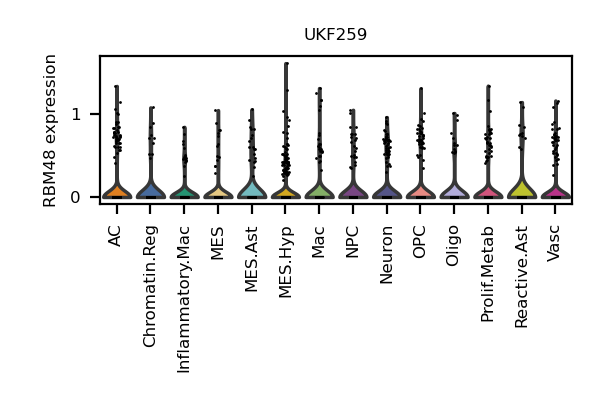 UKF259
RBM48 expression
1
0
AC
Chromatin.Reg
Inflammatory.Mac
MES
MES.Ast
MES.Hyp
Mac
NPC
Neuron
OPC
Oligo
Prolif.Metab
Reactive.Ast
Vasc